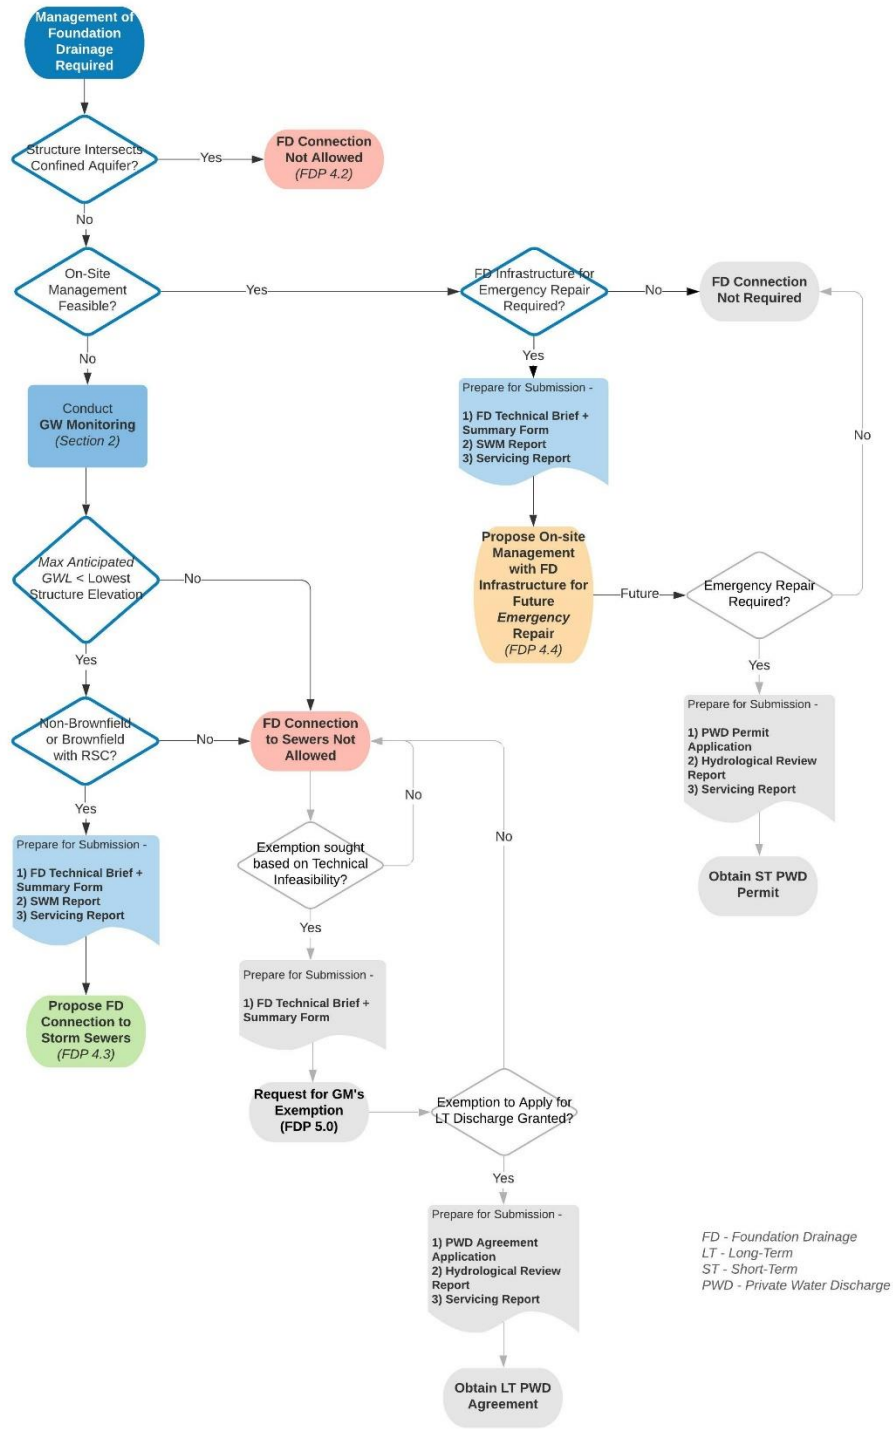 Management of
Foundation
Drainage
Required
Structure Intersects
Confined Aquifer?
Yes
FD Connection
Not Allowed
(FDP 4.2)
No
On-Site
Management
Feasible?
Yes
FD Infrastructure for
Emergency Repair
Required?
No
FD Connection
Not Required
No
Yes
Conduct
GW Monitoring
(Section 2)
Prepare for Submission -
1) FD Technical Brief +
Summary Form
2) SWM Report
3) Servicing Report
No
Max Anticipated
GWL < Lowest
Structure Elevation
No
Propose On-site
Management
with FD
Infrastructure for
Future
Emergency
Repair
(FDP 4.4)
Future
Emergency Repair
Required?
Yes
Yes
Non-Brownfield
or Brownfield
with RSC?
No
FD Connection
to Sewers Not
Allowed
Prepare for Submission -
1) PWD Permit
Application
2) Hydrological Review
Report
3) Servicing Report
Yes
No
Prepare for Submission -
1) FD Technical Brief +
Summary Form
2) SWM Report
3) Servicing Report
Exemption sought
based on Technical
Infeasibility?
No
Obtain ST PWD
Permit
Yes
Prepare for Submission -
1) FD Technical Brief +
Summary Form
Propose FD
Connection to
Storm Sewers
(FDP 4.3)
Request for GM's
Exemption
(FDP 5.0)
Exemption to Apply for
LT Discharge Granted?
Yes
Prepare for Submission -
1) PWD Agreement
Application
2) Hydrological Review
Report
3) Servicing Report
FD - Foundation Drainage
LT - Long-Term
ST - Short-Term
PWD - Private Water Discharge
Obtain LT PWD
Agreement